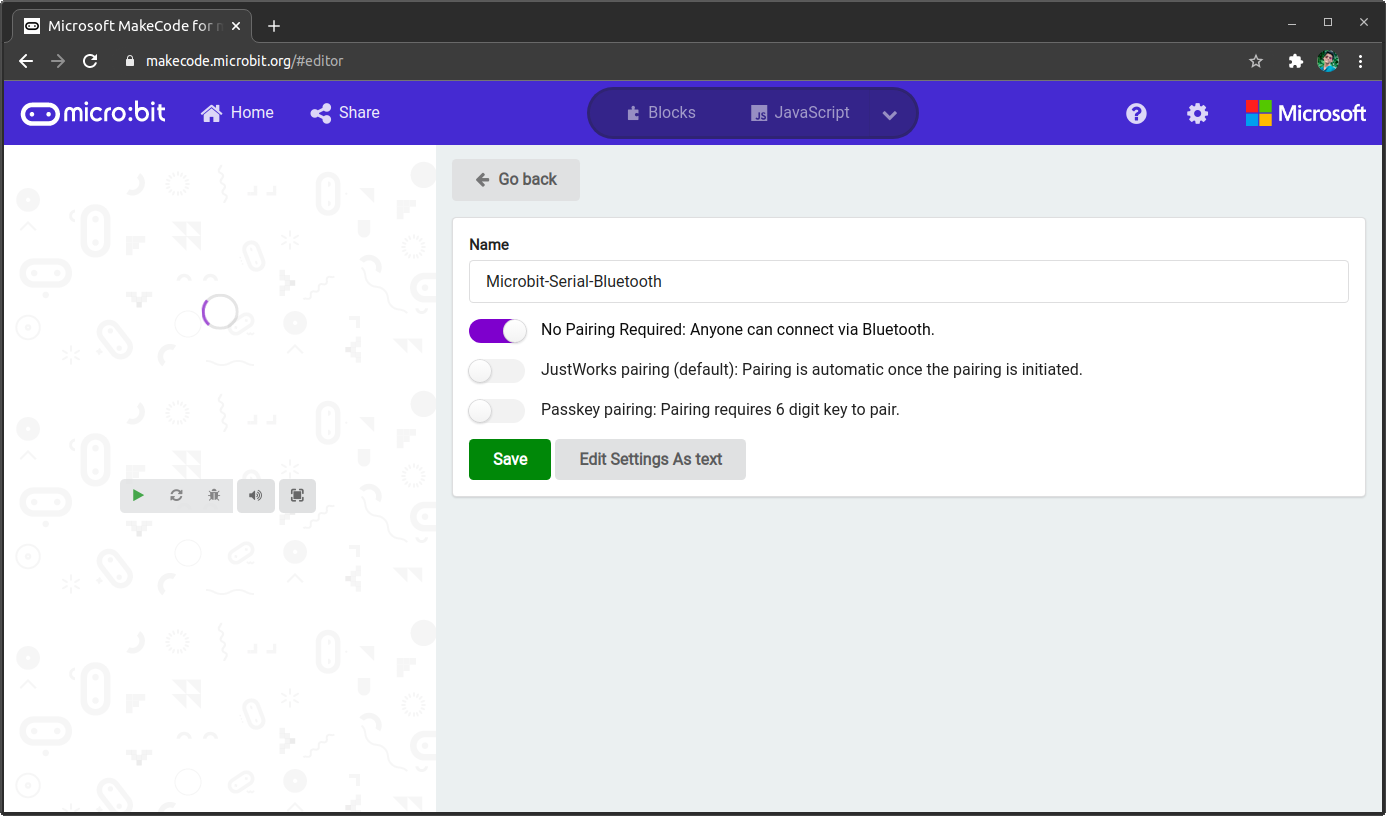 Microsoft MakeCode for
makecode.microbit.org/#editor
micro:bit
Home
Share
Blocks
JS
JavaScript
Microsoft
Go back
Name
Microbit-Serial-Bluetooth
No Pairing Required: Anyone can connect via Bluetooth.
JustWorks pairing (default): Pairing is automatic once the pairing is initiated.
Passkey pairing: Pairing requires 6 digit key to pair.
Save
Edit Settings As text